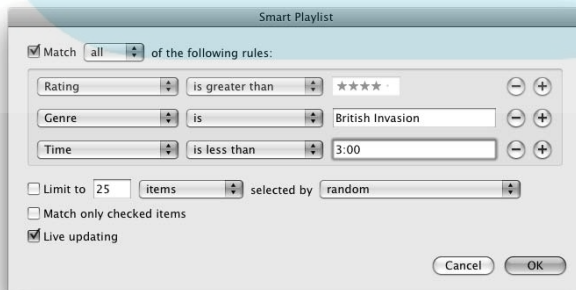 Smart Playlist
Match all of the following rules:
Rating is greater than ★★★★·
Genre is British Invasion
Time is less than 3:00
Limit to 25 items selected by random
Match only checked items
Live updating
Cancel OK